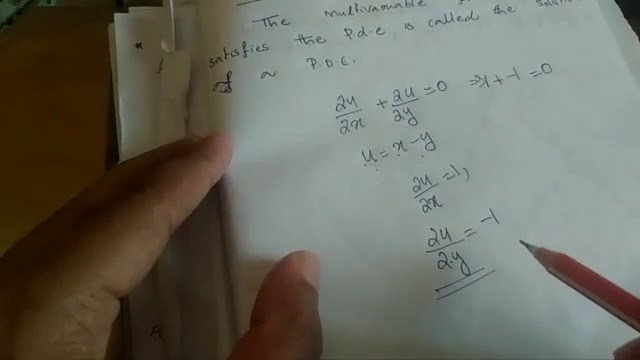 The multivariable
satisfies the P.d.e is called the solution
of a P.D.E.
∂u/∂x + ∂u/∂y = 0 ⇒ 1 + -1 = 0
u = x - y
∂u/∂x = 1,
∂u/∂y = -1